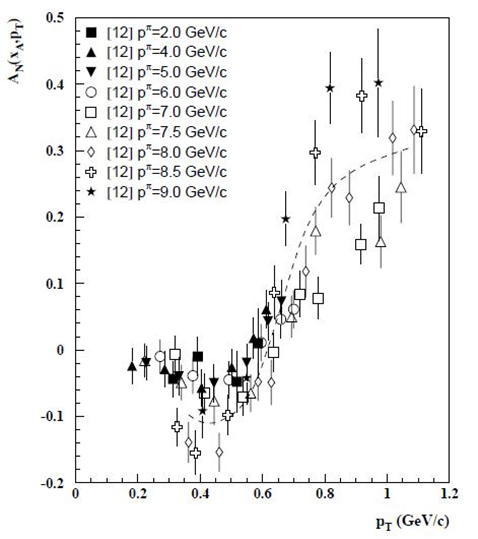 A_N(x_A,p_T)
0.5
0.4
0.3
0.2
0.1
0
-0.1
-0.2
[12] p^π=2.0 GeV/c
[12] p^π=4.0 GeV/c
[12] p^π=5.0 GeV/c
[12] p^π=6.0 GeV/c
[12] p^π=7.0 GeV/c
[12] p^π=7.5 GeV/c
[12] p^π=8.0 GeV/c
[12] p^π=8.5 GeV/c
[12] p^π=9.0 GeV/c
0 0.2 0.4 0.6 0.8 1 1.2
p_T (GeV/c)